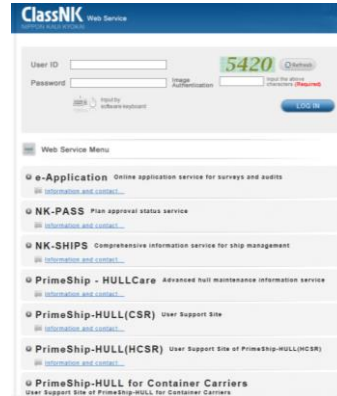 ClassNK Web Service
NIPPON KAIJI KYOKAI
User ID
5420 Refresh
Password
Image Authentication
Input the above characters (Required)
Input by software keyboard
LOG IN
Web Service Menu
e-Application Online application service for surveys and audits
Information and contact...
NK-PASS Plan approval status service
Information and contact...
NK-SHIPS Comprehensive information service for ship management
Information and contact...
PrimeShip - HULLCare Advanced hull maintenance information service
Information and contact...
PrimeShip-HULL(CSR) User Support Site
Information and contact...
PrimeShip-HULL(HCSR) User Support Site of PrimeShip-HULL(HCSR)
Information and contact...
PrimeShip-HULL for Container Carriers
User Support Site of PrimeShip-HULL for Container Carriers